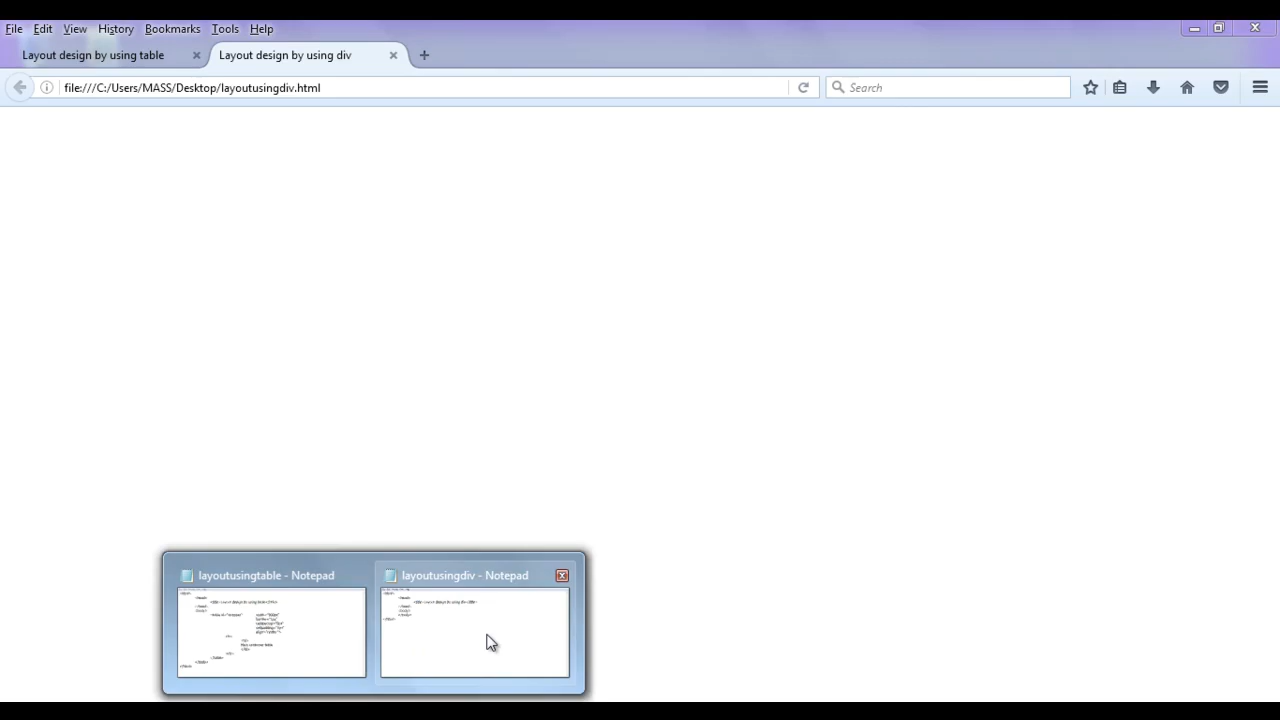 File Edit View History Bookmarks Tools Help
Layout design by using table
Layout design by using div
file:///C:/Users/MASS/Desktop/layoutusingdiv.html
Search
layoutusingtable - Notepad
layoutusingdiv - Notepad